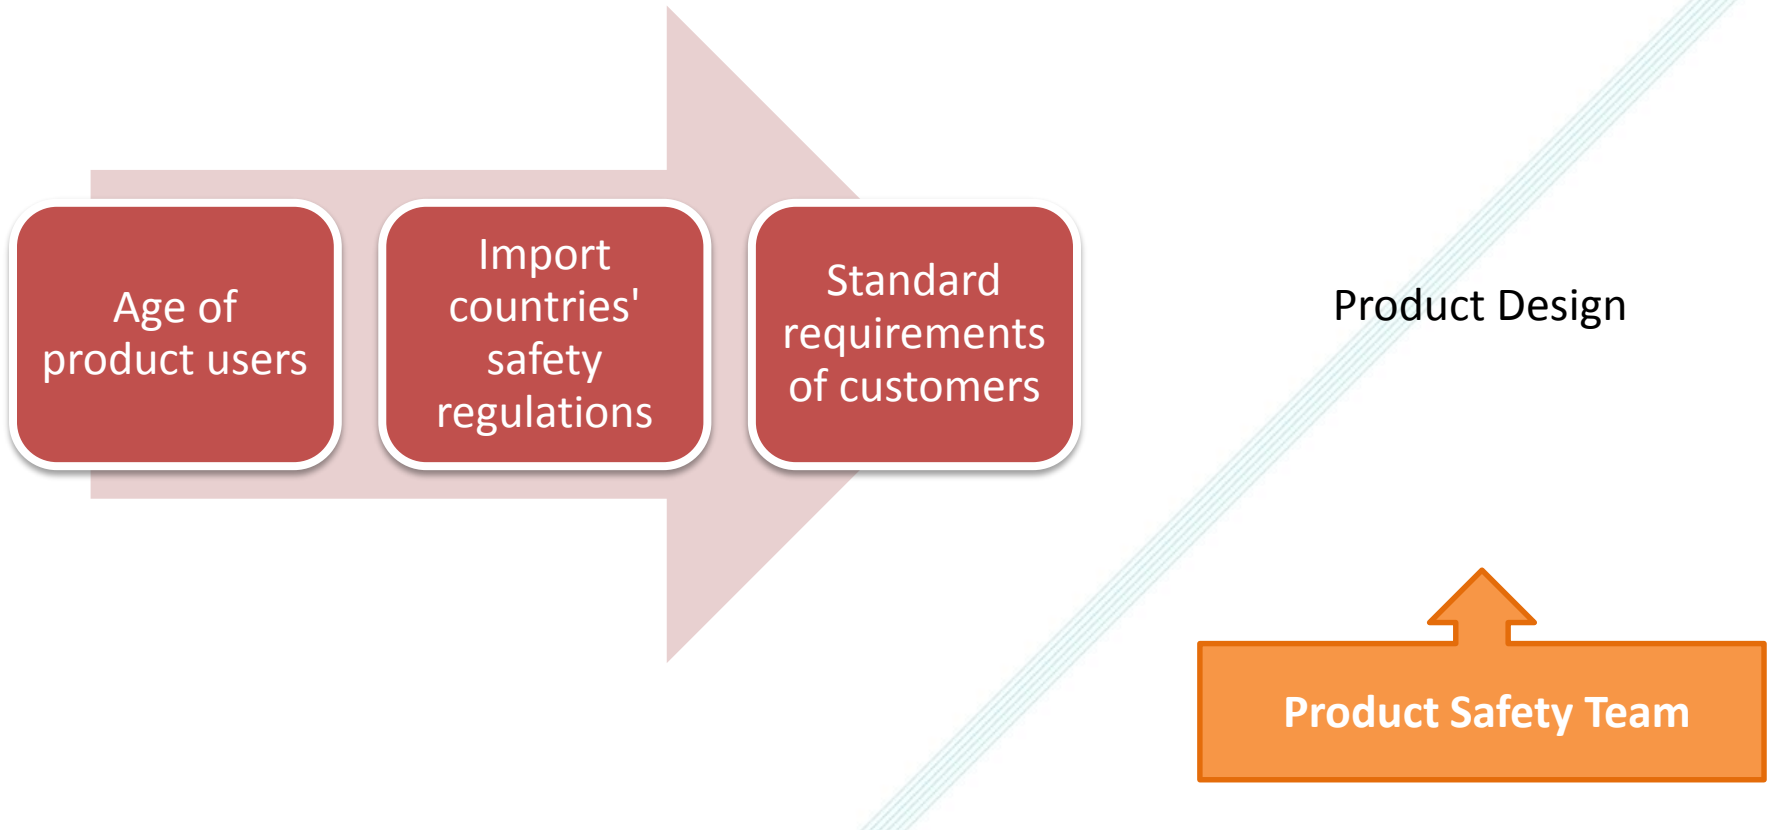 Age of
product users
Import
countries'
safety
regulations
Standard
requirements
of customers
Product Design
Product Safety Team